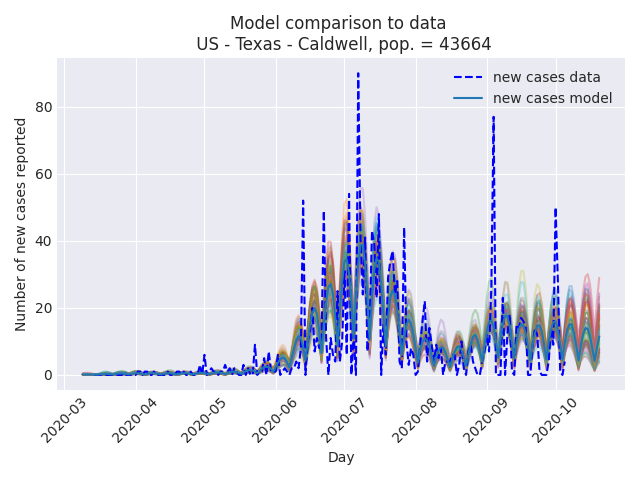 Model comparison to data
US - Texas - Caldwell, pop. = 43664
new cases data
new cases model
Number of new cases reported
80
60
40
20
0
2020-03
2020-04
2020-05
2020-06
2020-07
2020-08
2020-09
2020-10
Day